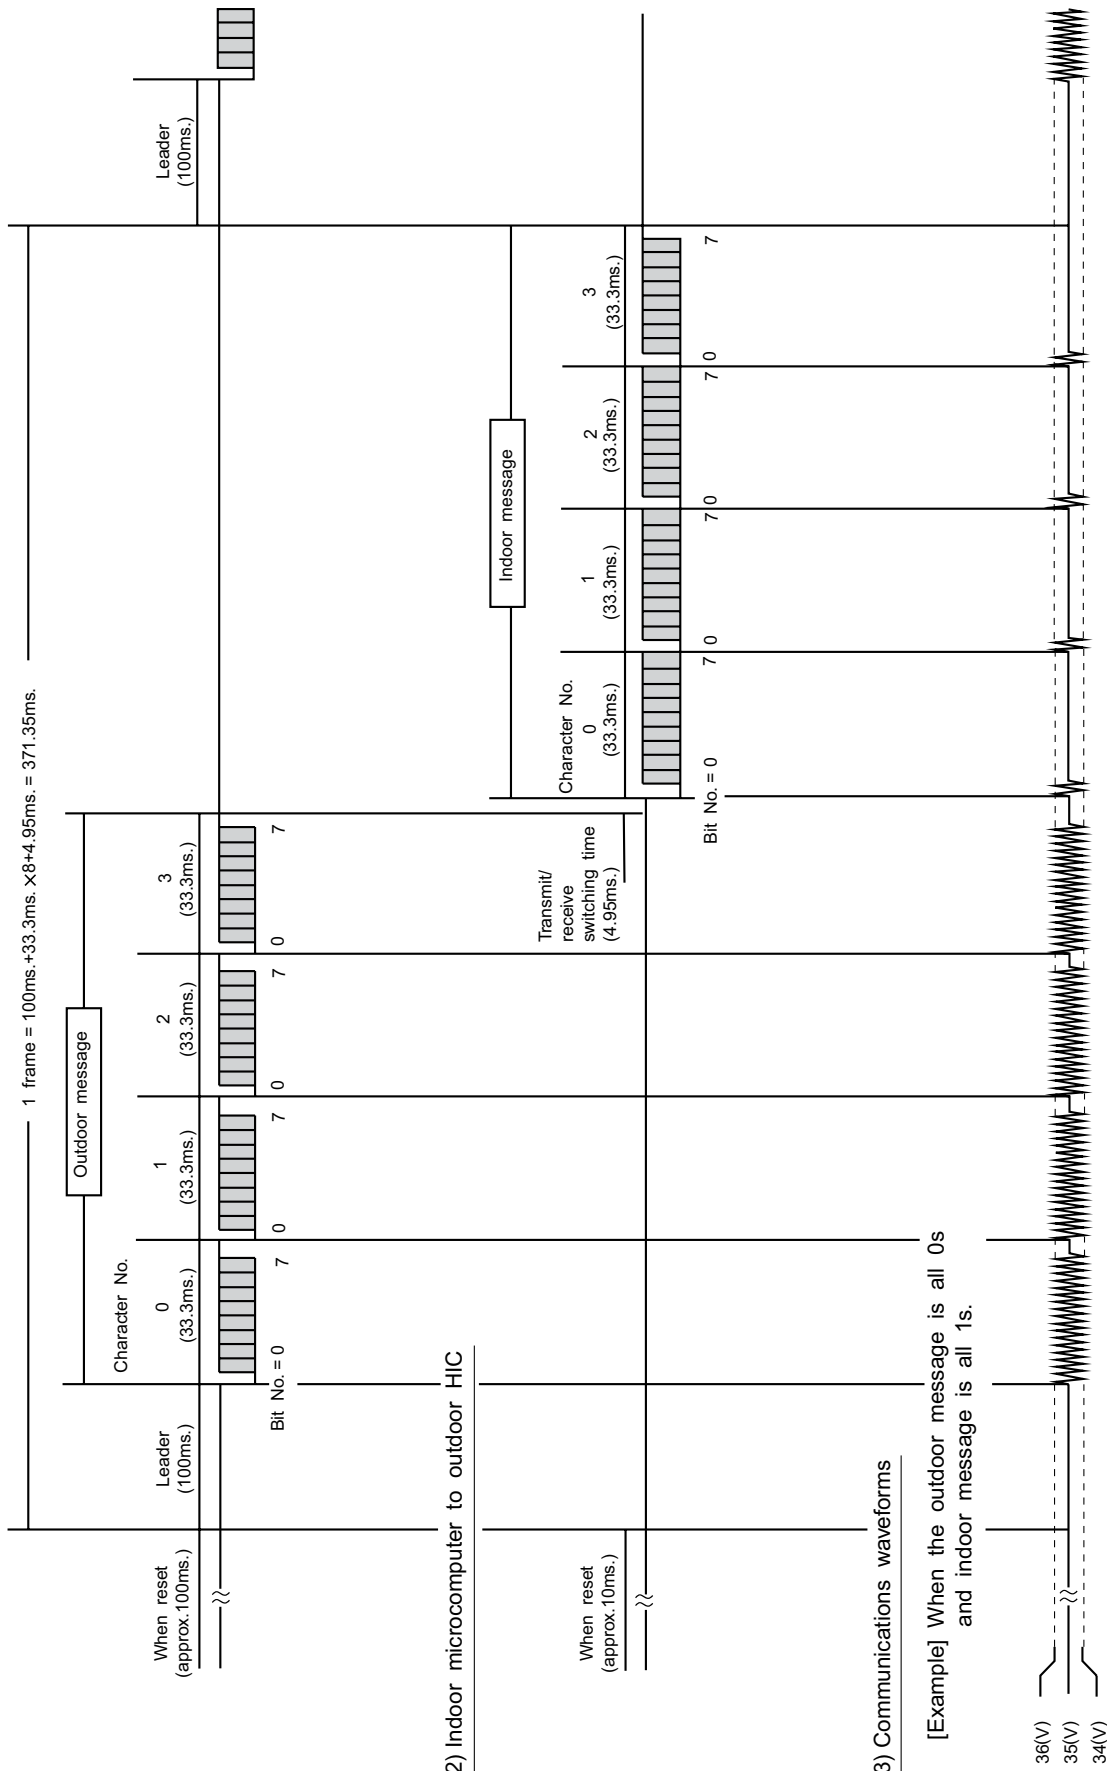 1 frame = 100ms.+33.3ms. ×8+4.95ms. = 371.35ms.
Outdoor message
Character No.
When reset
(approx.100ms.)
Leader
(100ms.)
0
(33.3ms.)
1
(33.3ms.)
2
(33.3ms.)
3
(33.3ms.)
Leader
(100ms.)
Bit No. = 0
7
0
7
0
7
0
7
2) Indoor microcomputer to outdoor HIC
Indoor message
Transmit/
receive
switching time
(4.95ms.)
When reset
(approx.10ms.)
Character No.
0
(33.3ms.)
1
(33.3ms.)
2
(33.3ms.)
3
(33.3ms.)
Bit No. = 0
7
0
7
0
7
0
7
3) Communications waveforms
[Example] When the outdoor message is all 0s
and indoor message is all 1s.
36(V)
35(V)
34(V)